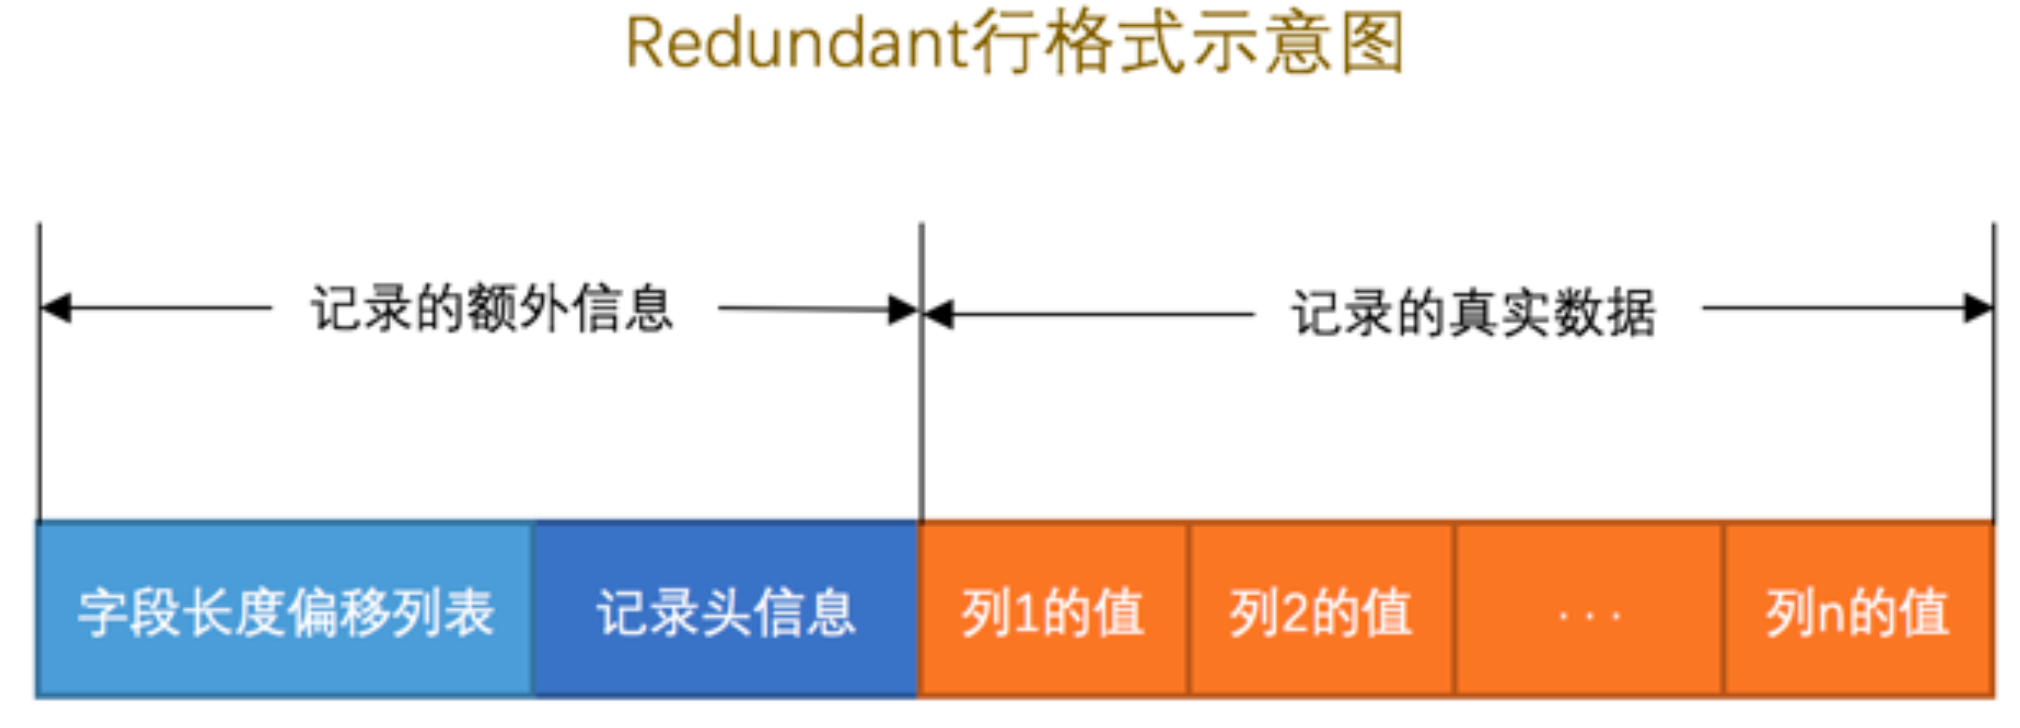 Redundant行格式示意图
记录的额外信息
记录的真实数据
字段长度偏移列表
记录头信息
列1的值
列2的值
···
列n的值